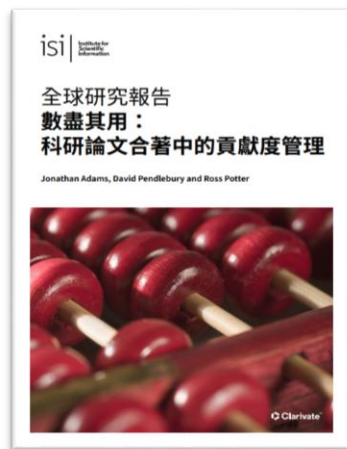 isi
Institute for
Scientific
Information
全球研究報告
數盡其用：
科研論文合著中的貢獻度管理
Jonathan Adams, David Pendlebury and Ross Potter
Clarivate™